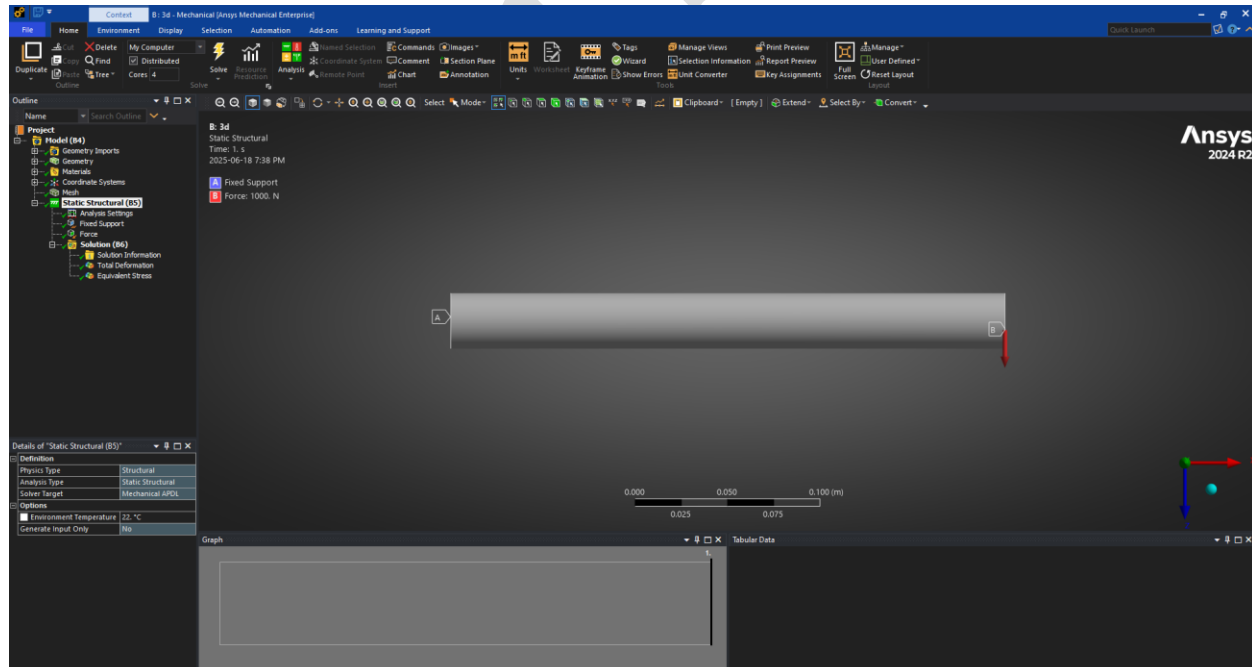 Context B : 3d - Mechanical [Ansys Mechanical Enterprise]
File Home Environment Display Selection Automation Add-ons Learning and Support Quick Launch
Duplicate
Cut Copy Paste
Delete Find Tree
Outline
My Computer
Distributed
Cores 4
Solve
Resource Prediction
Solve
Analysis
Named Selection
Coordinate System
Remote Point
Commands
Comment
Chart
Images
Section Plane
Annotation
Insert
Units
Worksheet
Keyframe Animation
Tags
Wizard
Show Errors
Manage Views
Selection Information
Unit Converter
Print Preview
Report Preview
Key Assignments
Tools
Full Screen
Manage
User Defined
Reset Layout
Layout
Outline
Select Mode Clipboard [ Empty ] Extend Select By Convert
Name Search Outline
Project
Model (B4)
Geometry Imports
Geometry
Materials
Coordinate Systems
Mesh
Static Structural (B5)
Analysis Settings
Fixed Support
Force
Solution (B6)
Solution Information
Total Deformation
Equivalent Stress
B: 3d
Static Structural
Time: 1. s
2025-06-18 7:38 PM
A Fixed Support
B Force: 1000. N
Ansys
2024 R2
A
B
0.000 0.050 0.100 (m)
0.025 0.075
Details of "Static Structural (B5)"
Definition
Physics Type Structural
Analysis Type Static Structural
Solver Target Mechanical APDL
Options
Environment Temperature 22. °C
Generate Input Only No
Graph
1.
Tabular Data